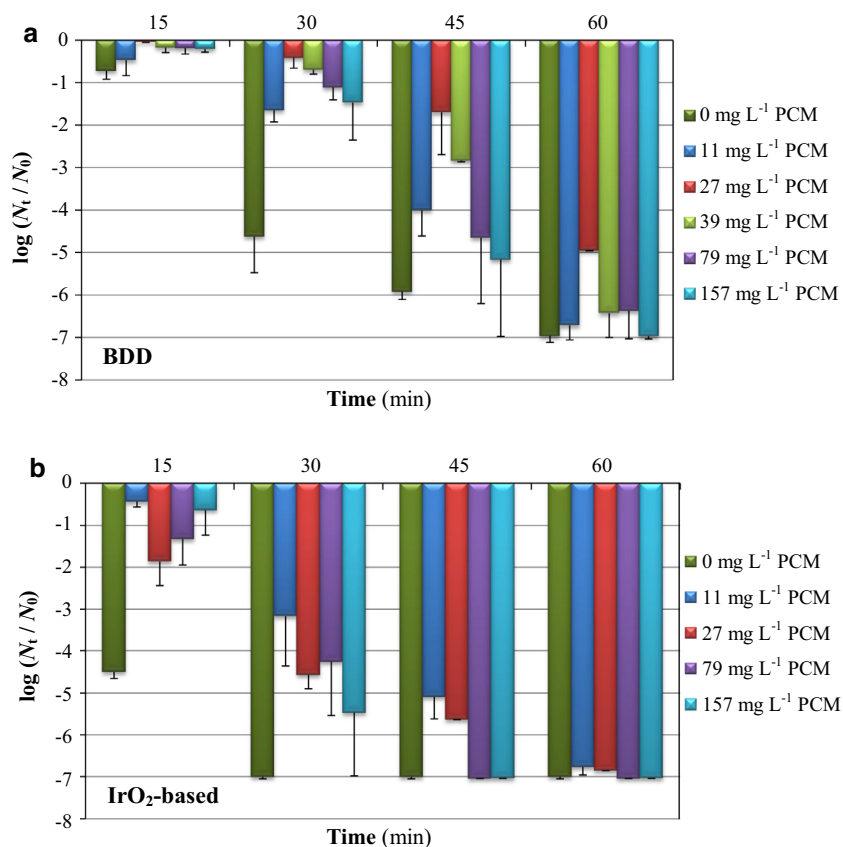 a
15 30 45 60
0
-1
-2
-3
-4
-5
-6
-7
-8
log (Nt / N0)
BDD
Time (min)
0 mg L-1 PCM
11 mg L-1 PCM
27 mg L-1 PCM
39 mg L-1 PCM
79 mg L-1 PCM
157 mg L-1 PCM
b
15 30 45 60
0
-1
-2
-3
-4
-5
-6
-7
-8
log (Nt / N0)
IrO2-based
Time (min)
0 mg L-1 PCM
11 mg L-1 PCM
27 mg L-1 PCM
79 mg L-1 PCM
157 mg L-1 PCM